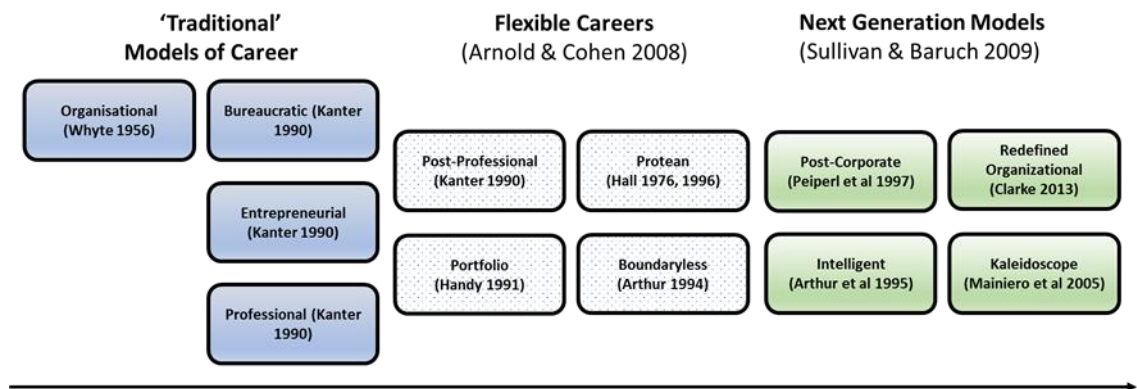 ‘Traditional’
Models of Career
Flexible Careers
(Arnold & Cohen 2008)
Next Generation Models
(Sullivan & Baruch 2009)
Organisational
(Whyte 1956)
Bureaucratic (Kanter
1990)
Entrepreneurial
(Kanter 1990)
Professional (Kanter
1990)
Post-Professional
(Kanter 1990)
Protean
(Hall 1976, 1996)
Portfolio
(Handy 1991)
Boundaryless
(Arthur 1994)
Post-Corporate
(Peiperl et al 1997)
Redefined
Organizational
(Clarke 2013)
Intelligent
(Arthur et al 1995)
Kaleidoscope
(Mainiero et al 2005)